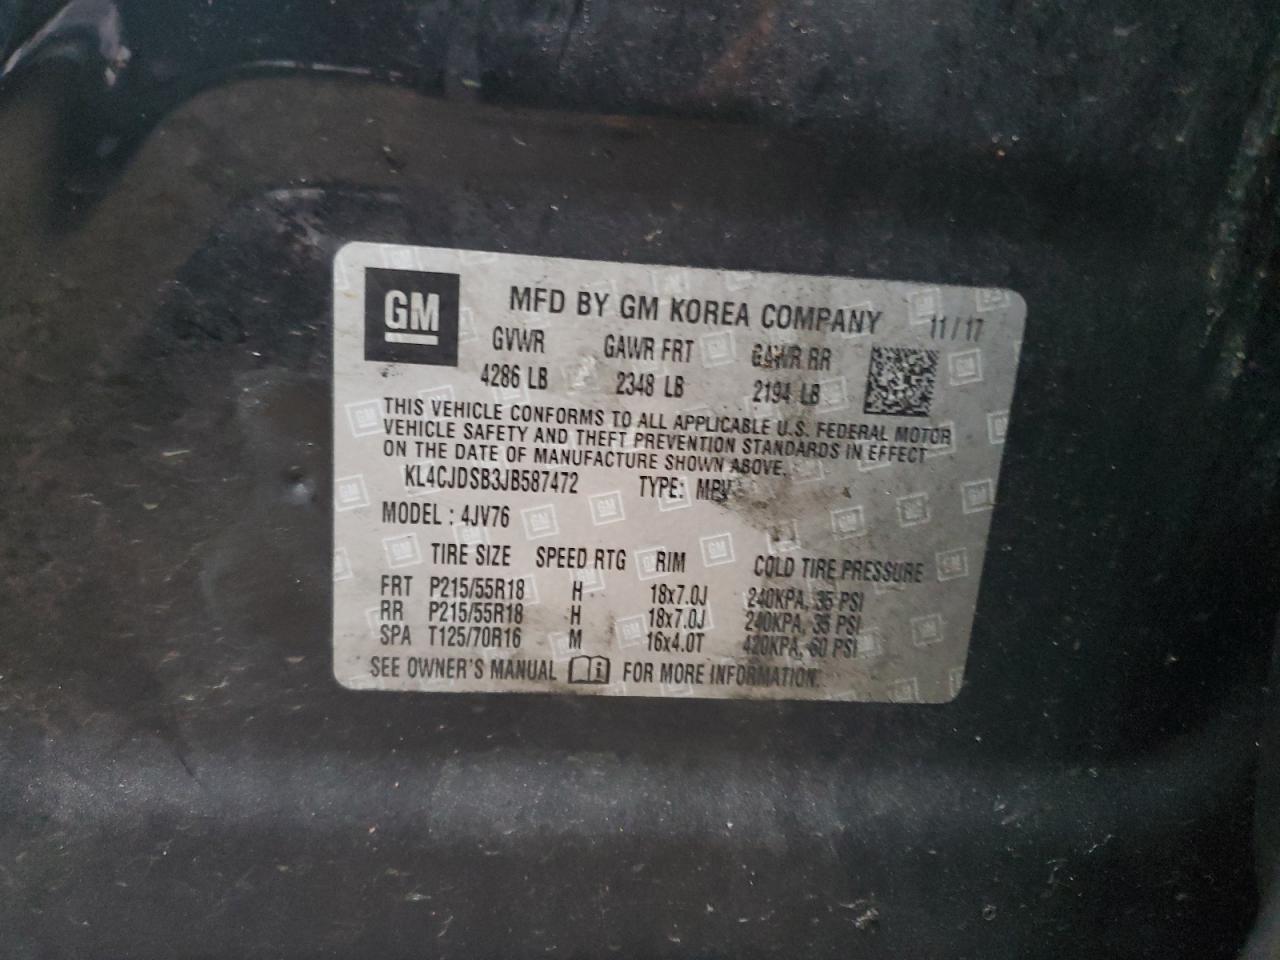 GM
MFD BY GM KOREA COMPANY 11/17
GVWR GAWR FRT GAWR RR
4286 LB 2348 LB 2194 LB
THIS VEHICLE CONFORMS TO ALL APPLICABLE U.S. FEDERAL MOTOR
VEHICLE SAFETY AND THEFT PREVENTION STANDARDS IN EFFECT
ON THE DATE OF MANUFACTURE SHOWN ABOVE.
KL4CJDSB3JB587472 TYPE: MPV
MODEL : 4JV76
TIRE SIZE SPEED RTG RIM COLD TIRE PRESSURE
FRT P215/55R18 H 18x7.0J 240KPA, 35 PSI
RR P215/55R18 H 18x7.0J 240KPA, 35 PSI
SPA T125/70R16 M 16x4.0T 420KPA, 60 PSI
SEE OWNER'S MANUAL FOR MORE INFORMATION.